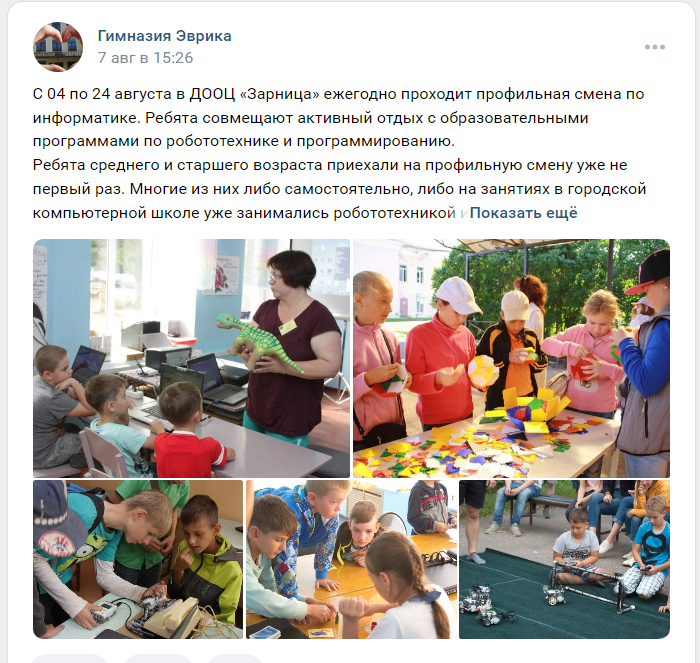 Гимназия Эврика
7 авг в 15:26
С 04 по 24 августа в ДООЦ «Зарница» ежегодно проходит профильная смена по
информатике. Ребята совмещают активный отдых с образовательными
программами по робототехнике и программированию.
Ребята среднего и старшего возраста приехали на профильную смену уже не
первый раз. Многие из них либо самостоятельно, либо на занятиях в городской
компьютерной школе уже занимались робототехникой и Показать ещё